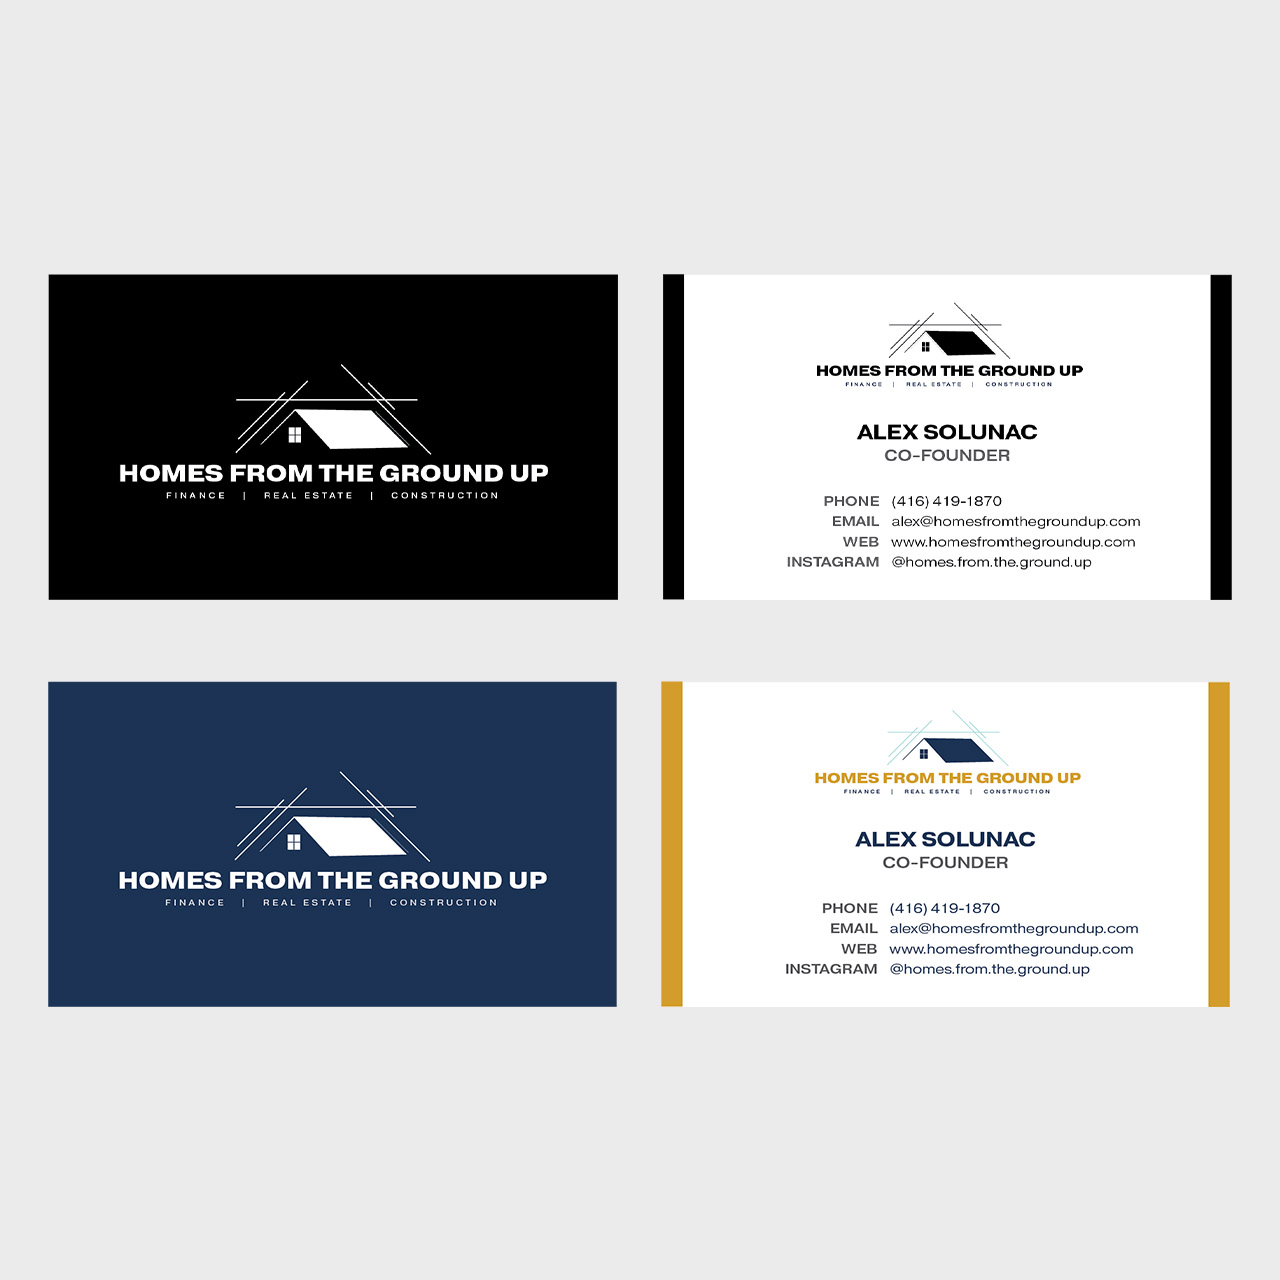 HOMES FROM THE GROUND UP
FINANCE | REAL ESTATE | CONSTRUCTION
HOMES FROM THE GROUND UP
FINANCE | REAL ESTATE | CONSTRUCTION
ALEX SOLUNAC
CO-FOUNDER
PHONE (416) 419-1870
EMAIL alex@homesfromthegroundup.com
WEB www.homesfromthegroundup.com
INSTAGRAM @homes.from.the.ground.up
HOMES FROM THE GROUND UP
FINANCE | REAL ESTATE | CONSTRUCTION
HOMES FROM THE GROUND UP
FINANCE | REAL ESTATE | CONSTRUCTION
ALEX SOLUNAC
CO-FOUNDER
PHONE (416) 419-1870
EMAIL alex@homesfromthegroundup.com
WEB www.homesfromthegroundup.com
INSTAGRAM @homes.from.the.ground.up